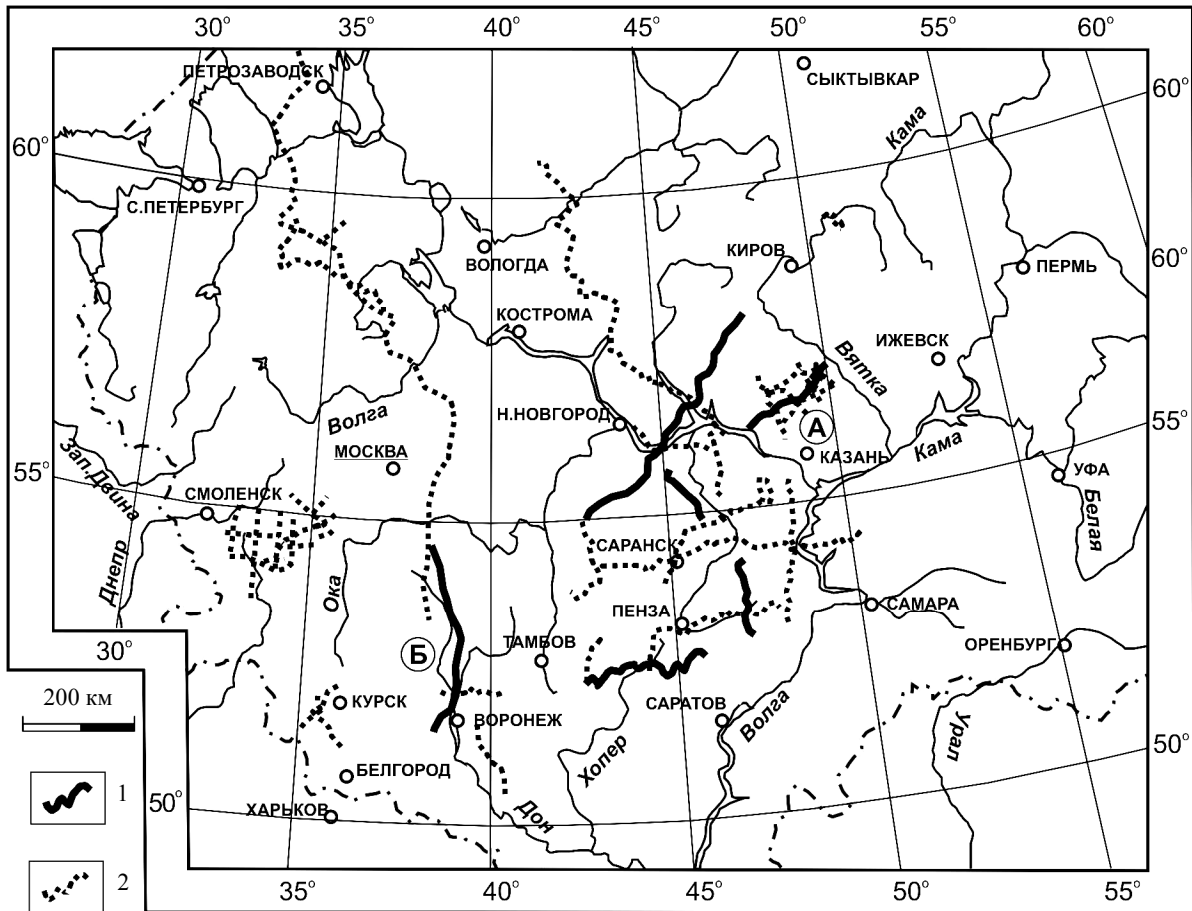 30°
35°
40°
45°
50°
55°
60°
ПЕТРОЗАВОДСК
СЫКТЫВКАР
60°
60°
Кама
С.ПЕТЕРБУРГ
ВОЛОГДА
КИРОВ
ПЕРМЬ
60°
КОСТРОМА
ИЖЕВСК
Вятка
Волга
Н.НОВГОРОД
А
МОСКВА
КАЗАНЬ
Кама
55°
55°
Зап.Двина
УФА
СМОЛЕНСК
Белая
Днепр
САРАНСК
Ока
ПЕНЗА
САМАРА
30°
ТАМБОВ
ОРЕНБУРГ
Б
200 км
КУРСК
ВОРОНЕЖ
САРАТОВ
Волга
Урал
Хопер
50°
БЕЛГОРОД
1
50°
ХАРЬКОВ
Дон
2
35°
40°
45°
50°
55°